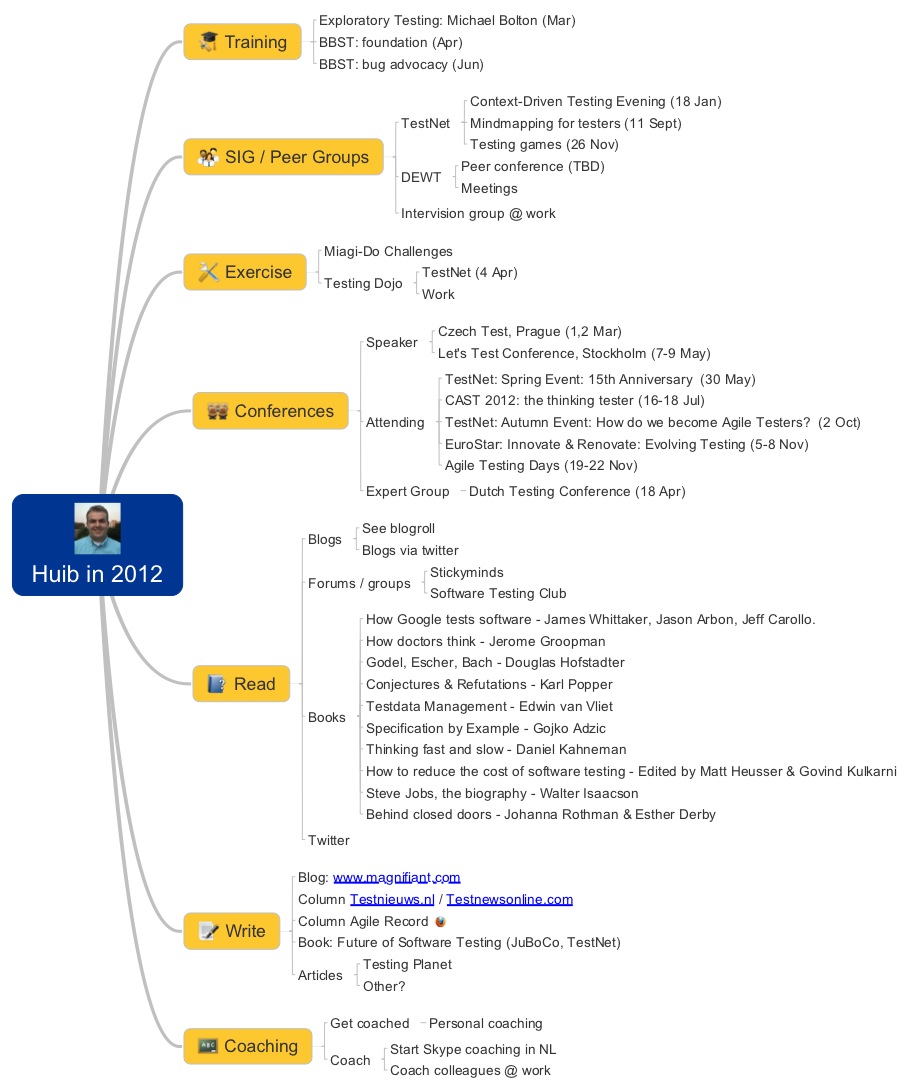 Training
Exploratory Testing: Michael Bolton (Mar)
BBST: foundation (Apr)
BBST: bug advocacy (Jun)
SIG / Peer Groups
TestNet
Context-Driven Testing Evening (18 Jan)
Mindmapping for testers (11 Sept)
Testing games (26 Nov)
DEWT
Peer conference (TBD)
Meetings
Intervision group @ work
Exercise
Miagi-Do Challenges
Testing Dojo
TestNet (4 Apr)
Work
Conferences
Speaker
Czech Test, Prague (1,2 Mar)
Let's Test Conference, Stockholm (7-9 May)
Attending
TestNet: Spring Event: 15th Anniversary (30 May)
CAST 2012: the thinking tester (16-18 Jul)
TestNet: Autumn Event: How do we become Agile Testers? (2 Oct)
EuroStar: Innovate & Renovate: Evolving Testing (5-8 Nov)
Agile Testing Days (19-22 Nov)
Expert Group
Dutch Testing Conference (18 Apr)
Huib in 2012
Read
Blogs
See blogroll
Blogs via twitter
Forums / groups
Stickyminds
Software Testing Club
Books
How Google tests software - James Whittaker, Jason Arbon, Jeff Carollo.
How doctors think - Jerome Groopman
Godel, Escher, Bach - Douglas Hofstadter
Conjectures & Refutations - Karl Popper
Testdata Management - Edwin van Vliet
Specification by Example - Gojko Adzic
Thinking fast and slow - Daniel Kahneman
How to reduce the cost of software testing - Edited by Matt Heusser & Govind Kulkarni
Steve Jobs, the biography - Walter Isaacson
Behind closed doors - Johanna Rothman & Esther Derby
Twitter
Write
Blog: www.magnifiant.com
Column Testnieuws.nl / Testnewsonline.com
Column Agile Record
Book: Future of Software Testing (JuBoCo, TestNet)
Articles
Testing Planet
Other?
ABC
Coaching
Get coached
Personal coaching
Coach
Start Skype coaching in NL
Coach colleagues @ work